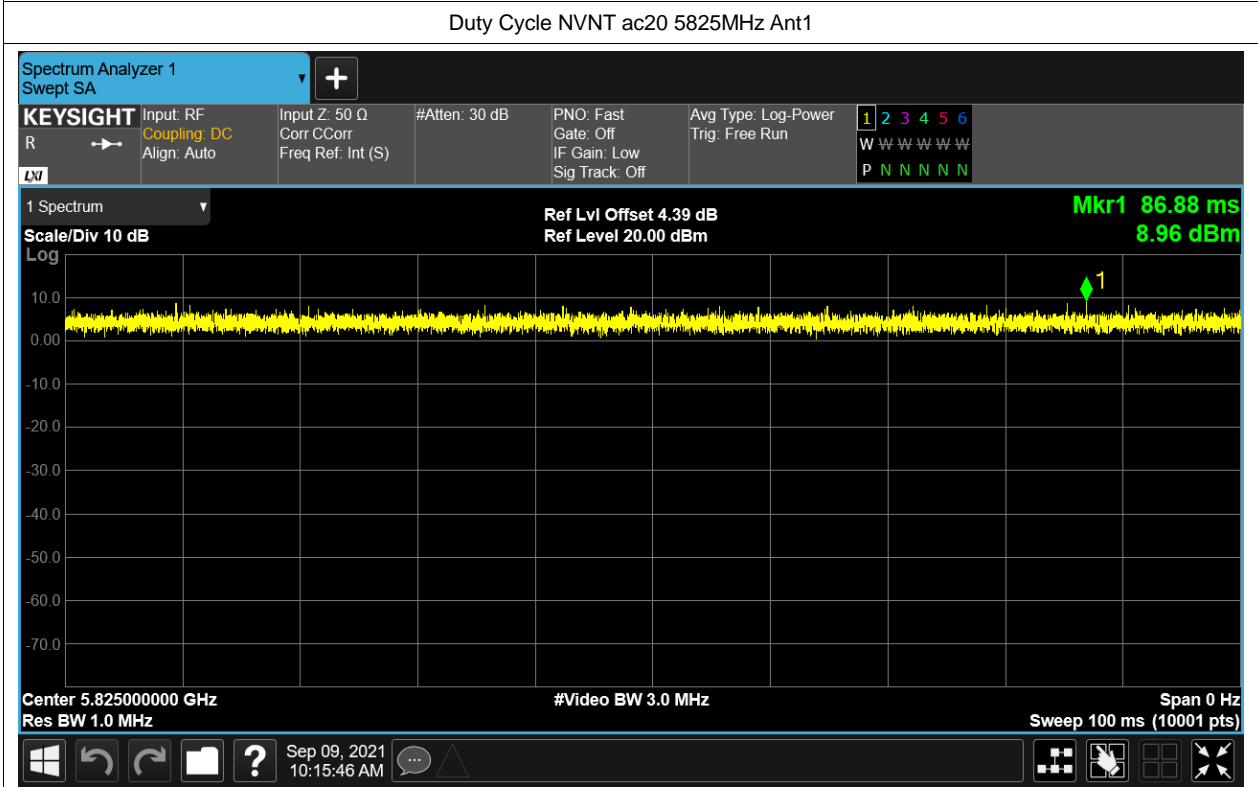 Duty Cycle NVNT ac20 5825MHz Ant1
Spectrum Analyzer 1
Swept SA
KEYSIGHT
R
LXI
Input: RF
Coupling: DC
Align: Auto
Input Z: 50 Ω
Corr CCorr
Freq Ref: Int (S)
#Atten: 30 dB
PNO: Fast
Gate: Off
IF Gain: Low
Sig Track: Off
Avg Type: Log-Power
Trig: Free Run
1 2 3 4 5 6
W W W W W W
P N N N N N
1 Spectrum
Scale/Div 10 dB
Log
Ref Lvl Offset 4.39 dB
Ref Level 20.00 dBm
Mkr1 86.88 ms
8.96 dBm
1
10.0
0.00
-10.0
-20.0
-30.0
-40.0
-50.0
-60.0
-70.0
Center 5.825000000 GHz
Res BW 1.0 MHz
#Video BW 3.0 MHz
Span 0 Hz
Sweep 100 ms (10001 pts)
?
Sep 09, 2021
10:15:46 AM